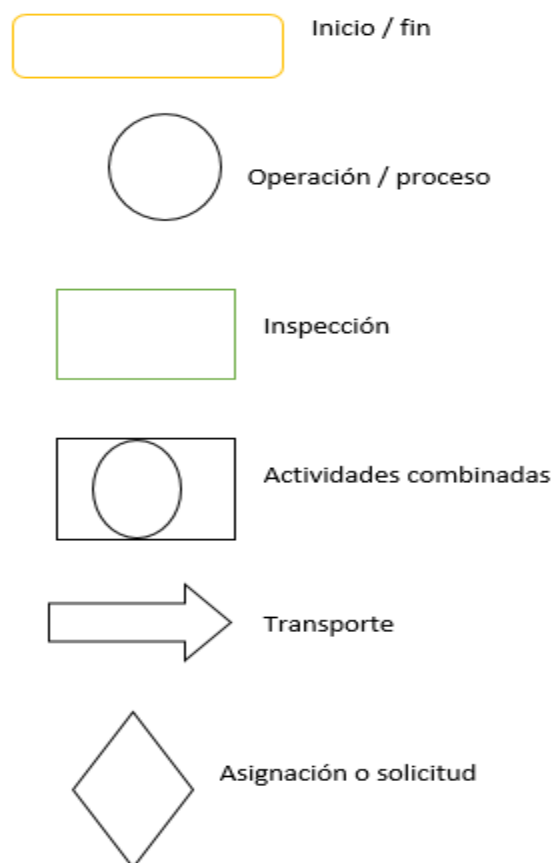 Inicio / fin
Operación / proceso
Inspección
Actividades combinadas
Transporte
Asignación o solicitud